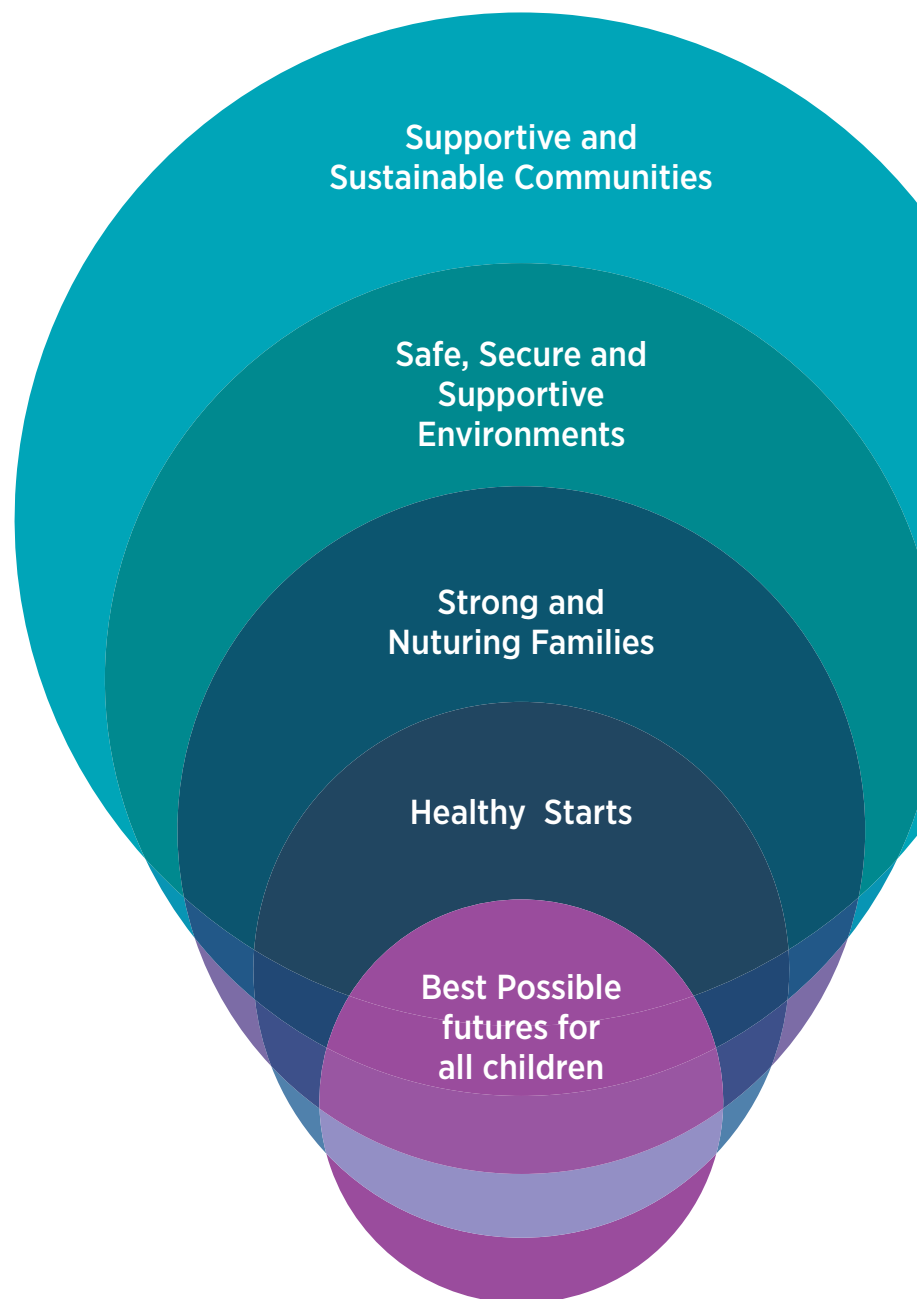 Supportive and
Sustainable Communities
Safe, Secure and
Supportive
Environments
Strong and
Nuturing Families
Healthy  Starts
Best Possible
futures for
all children